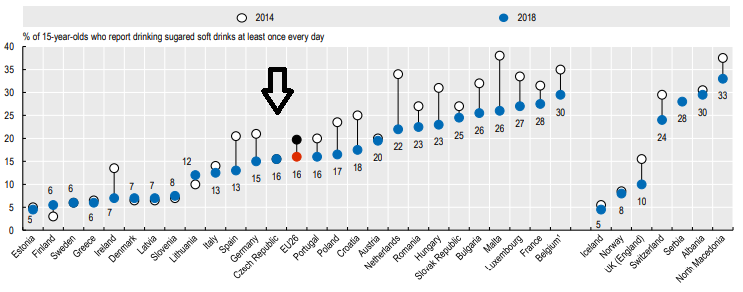 2014 2018
% of 15-year-olds who report drinking sugared soft drinks at least once every day
40
35
30
25
20
15
10
5
0
5 6 6 6 7 7 7 8 12 13 13 15 16 16 16 17 18 20 22 23 23 25 26 26 27 28 30 5 8 10 24 28 30 33
Estonia
Finland
Sweden
Greece
Ireland
Denmark
Latvia
Slovenia
Lithuania
Italy
Spain
Germany
Czech Republic
EU26
Portugal
Poland
Croatia
Austria
Netherlands
Romania
Hungary
Slovak Republic
Bulgaria
Malta
Luxembourg
France
Belgium¹
Iceland
Norway
UK (England)
Switzerland
Serbia
Albania
North Macedonia